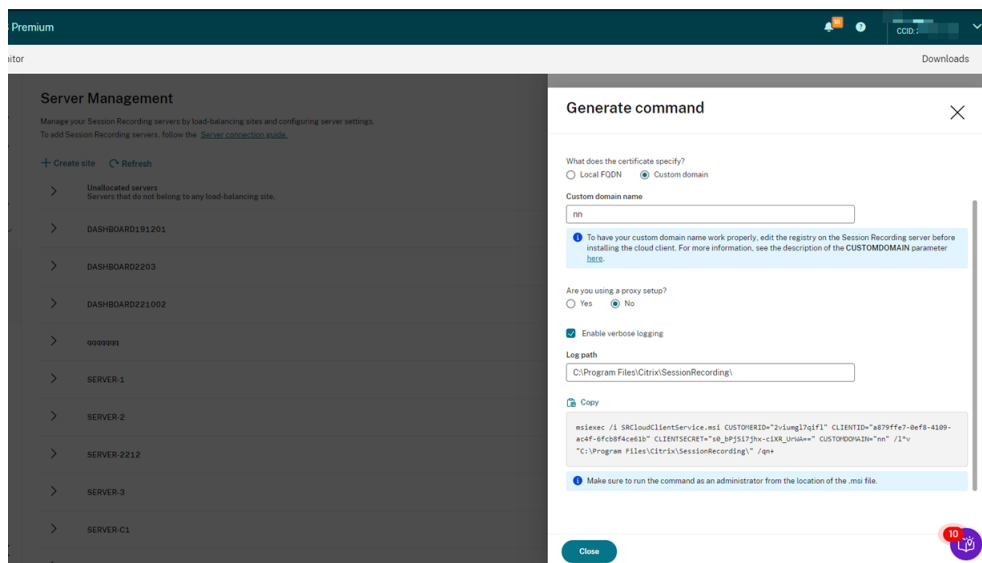 Premium
10
?
CCID:
itor
Downloads
Server Management
Manage your Session Recording servers by load-balancing sites and configuring server settings.
To add Session Recording servers, follow the Server connection guide.
+ Create site Refresh
Unallocated servers
Servers that do not belong to any load-balancing site.
DASHBOARD191201
DASHBOARD2203
DASHBOARD221002
qqqqqqq
SERVER-1
SERVER-2
SERVER-2212
SERVER-3
SERVER-C1
Generate command
What does the certificate specify?
Local FQDN Custom domain
Custom domain name
nn
To have your custom domain name work properly, edit the registry on the Session Recording server before
installing the cloud client. For more information, see the description of the CUSTOMDOMAIN parameter
here.
Are you using a proxy setup?
Yes No
Enable verbose logging
Log path
C:\Program Files\Citrix\SessionRecording\
Copy
msiexec /i SRCloudClientService.msi CUSTOMERID="2viumgl7qifl" CLIENTID="a879ffe7-0ef8-4109-
ac4f-6fcb8f4ce61b" CLIENTSECRET="s0_bPjSi7jhx-ciXR_UrWA==" CUSTOMDOMAIN="nn" /l*v
"C:\Program Files\Citrix\SessionRecording\" /qn+
Make sure to run the command as an administrator from the location of the .msi file.
Close
10